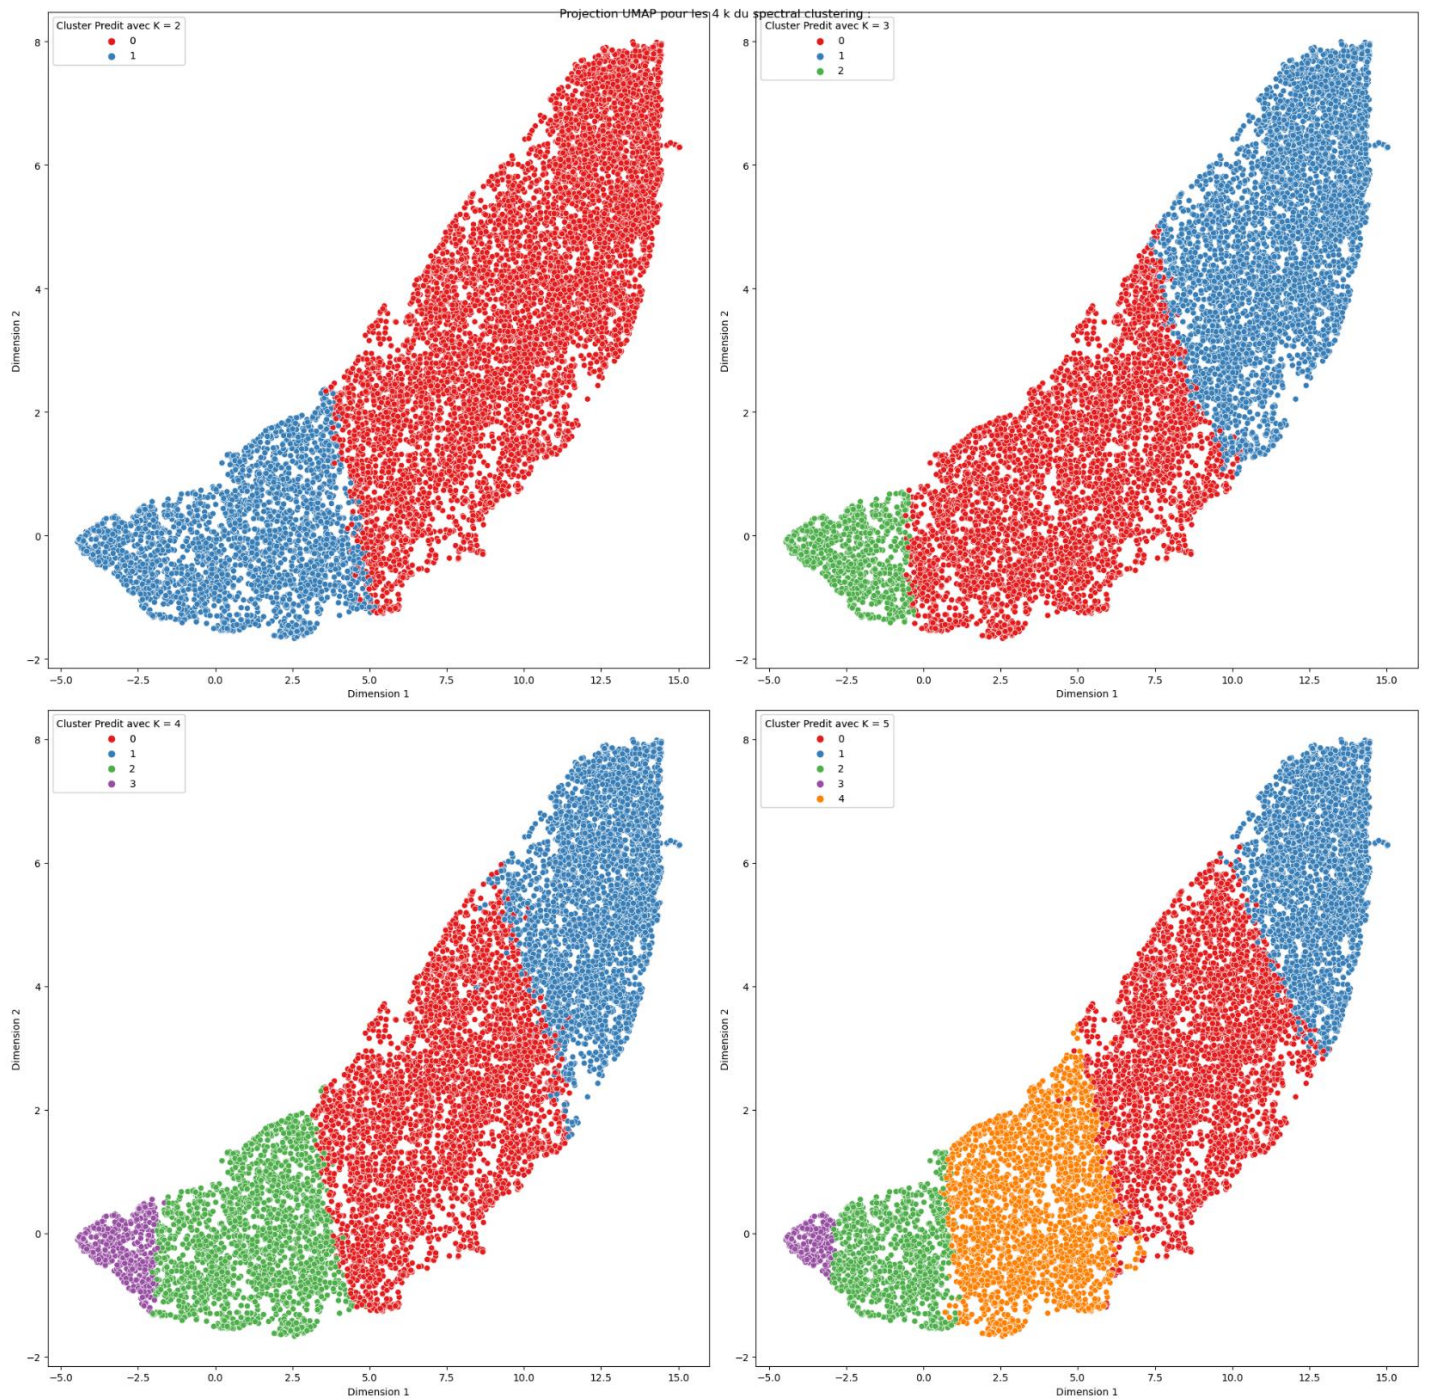 Projection UMAP pour les 4 k du spectral clustering :
Cluster Predit avec K = 2
0
1
8
6
4
2
0
−2
Dimension 2
−5.0 −2.5 0.0 2.5 5.0 7.5 10.0 12.5 15.0
Dimension 1
Cluster Predit avec K = 3
0
1
2
8
6
4
2
0
−2
Dimension 2
−5.0 −2.5 0.0 2.5 5.0 7.5 10.0 12.5 15.0
Dimension 1
Cluster Predit avec K = 4
0
1
2
3
8
6
4
2
0
−2
Dimension 2
−5.0 −2.5 0.0 2.5 5.0 7.5 10.0 12.5 15.0
Dimension 1
Cluster Predit avec K = 5
0
1
2
3
4
8
6
4
2
0
−2
Dimension 2
−5.0 −2.5 0.0 2.5 5.0 7.5 10.0 12.5 15.0
Dimension 1